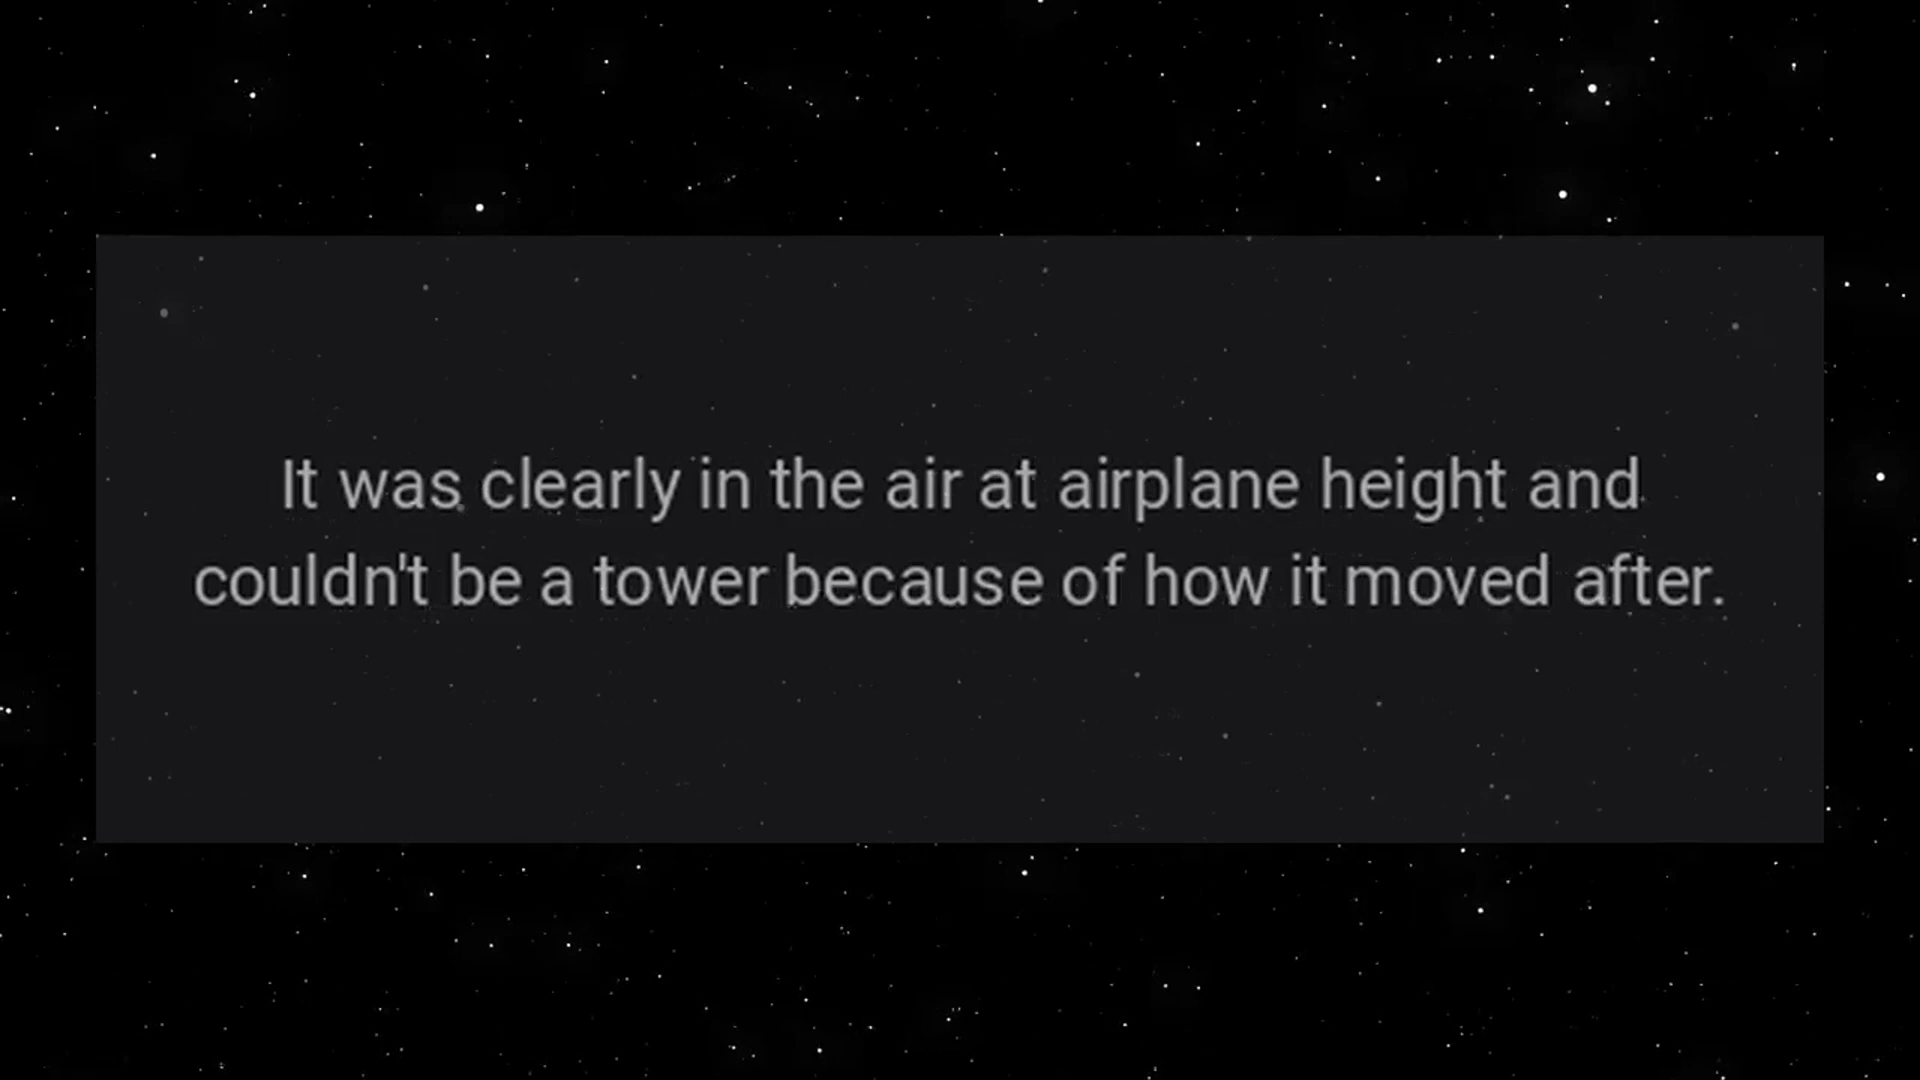 It was clearly in the air at airplane height and
couldn't be a tower because of how it moved after.